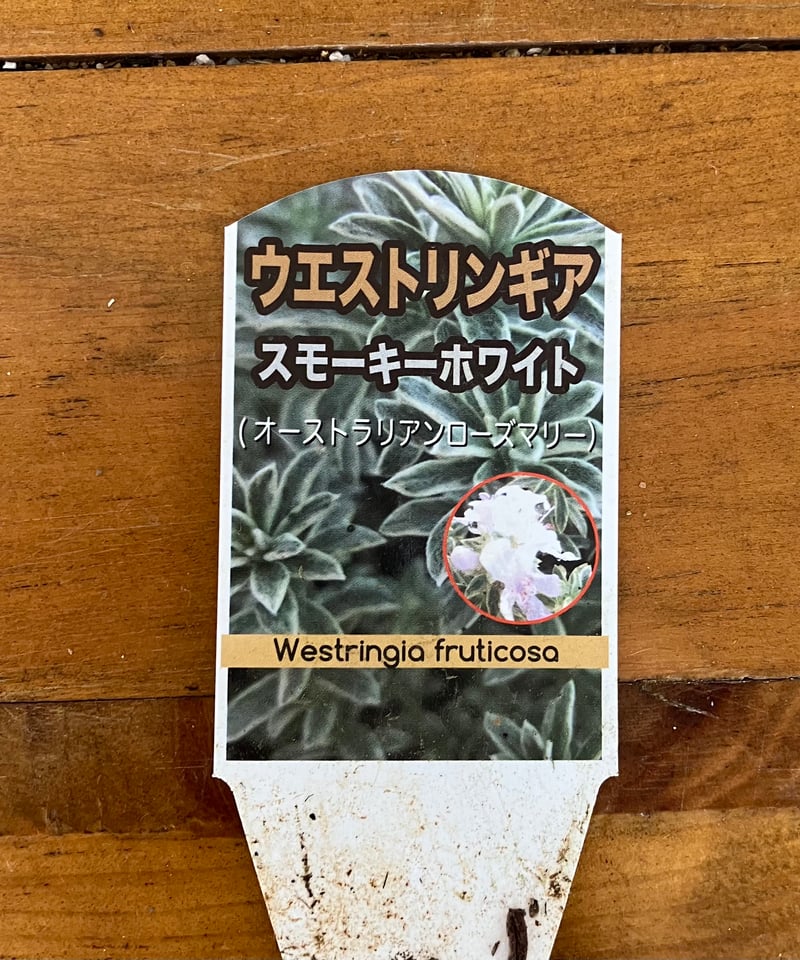 ウエストリンギア
スモーキーホワイト
(オーストラリアンローズマリー)
Westringia fruticosa